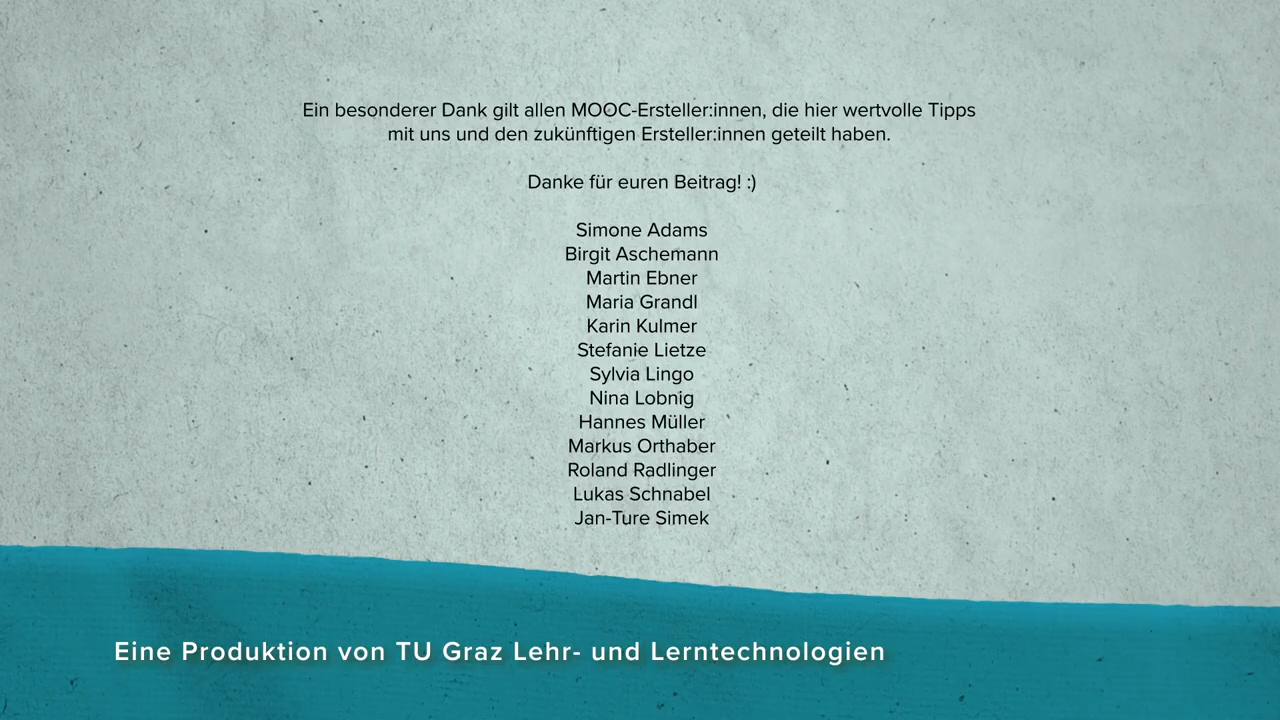 Ein besonderer Dank gilt allen MOOC-Ersteller:innen, die hier wertvolle Tipps
mit uns und den zukünftigen Ersteller:innen geteilt haben.
Danke für euren Beitrag! :)
Simone Adams
Birgit Aschemann
Martin Ebner
Maria Grandl
Karin Kulmer
Stefanie Lietze
Sylvia Lingo
Nina Lobnig
Hannes Müller
Markus Orthaber
Roland Radlinger
Lukas Schnabel
Jan-Ture Simek
Eine Produktion von TU Graz Lehr- und Lerntechnologien